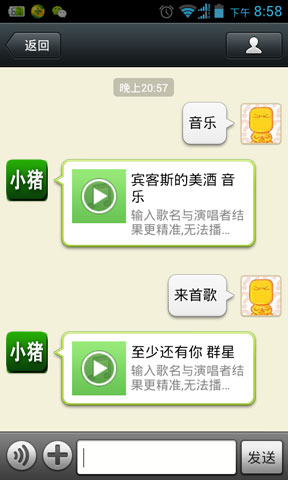 下午 8:58
返回
晚上20:57
音乐
小猪
宾客斯的美酒 音
乐
输入歌名与演唱者结
果更精准,无法播...
来首歌
小猪
至少还有你 群星
输入歌名与演唱者结
果更精准,无法播...
发送